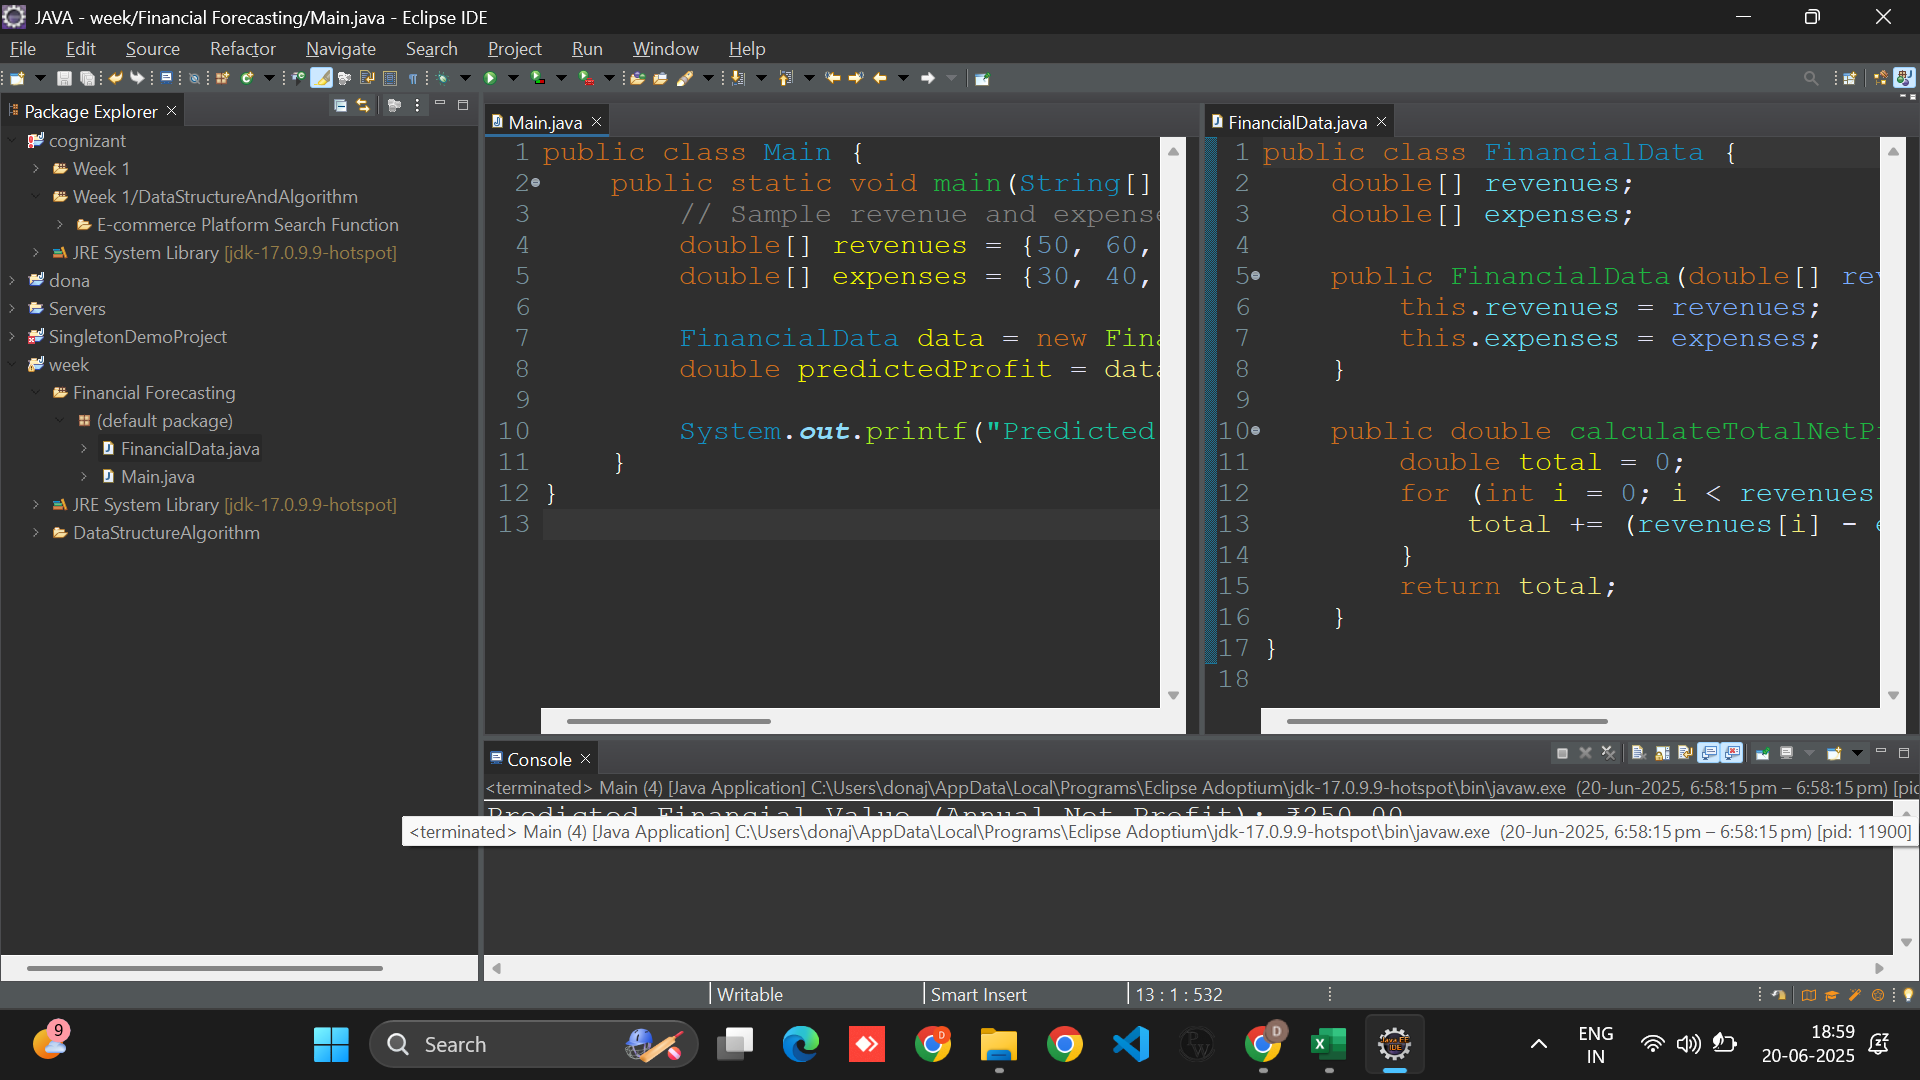 JAVA - week/Financial Forecasting/Main.java - Eclipse IDE
File Edit Source Refactor Navigate Search Project Run Window Help
Package Explorer
cognizant
Week 1
Week 1/DataStructureAndAlgorithm
E-commerce Platform Search Function
JRE System Library [jdk-17.0.9.9-hotspot]
dona
Servers
SingletonDemoProject
week
Financial Forecasting
(default package)
FinancialData.java
Main.java
JRE System Library [jdk-17.0.9.9-hotspot]
DataStructureAlgorithm
Main.java
1 public class Main {
2 public static void main(String[]
3 // Sample revenue and expense
4 double[] revenues = {50, 60,
5 double[] expenses = {30, 40,
6
7 FinancialData data = new Fina
8 double predictedProfit = data
9
10 System.out.printf("Predicted
11 }
12 }
13
FinancialData.java
1 public class FinancialData {
2 double[] revenues;
3 double[] expenses;
4
5 public FinancialData(double[] rev
6 this.revenues = revenues;
7 this.expenses = expenses;
8 }
9
10 public double calculateTotalNetPr
11 double total = 0;
12 for (int i = 0; i < revenues
13 total += (revenues[i] - e
14 }
15 return total;
16 }
17 }
18
Console
<terminated> Main (4) [Java Application] C:\Users\donaj\AppData\Local\Programs\Eclipse Adoptium\jdk-17.0.9.9-hotspot\bin\javaw.exe (20-Jun-2025, 6:58:15 pm – 6:58:15 pm) [pid
Predicted Financial Value (Annual Net Profit): ₹250.00
<terminated> Main (4) [Java Application] C:\Users\donaj\AppData\Local\Programs\Eclipse Adoptium\jdk-17.0.9.9-hotspot\bin\javaw.exe (20-Jun-2025, 6:58:15 pm – 6:58:15 pm) [pid: 11900]
Writable Smart Insert 13 : 1 : 532
9
Search
D
D
Java EE
IDE
ENG
IN
18:59
20-06-2025